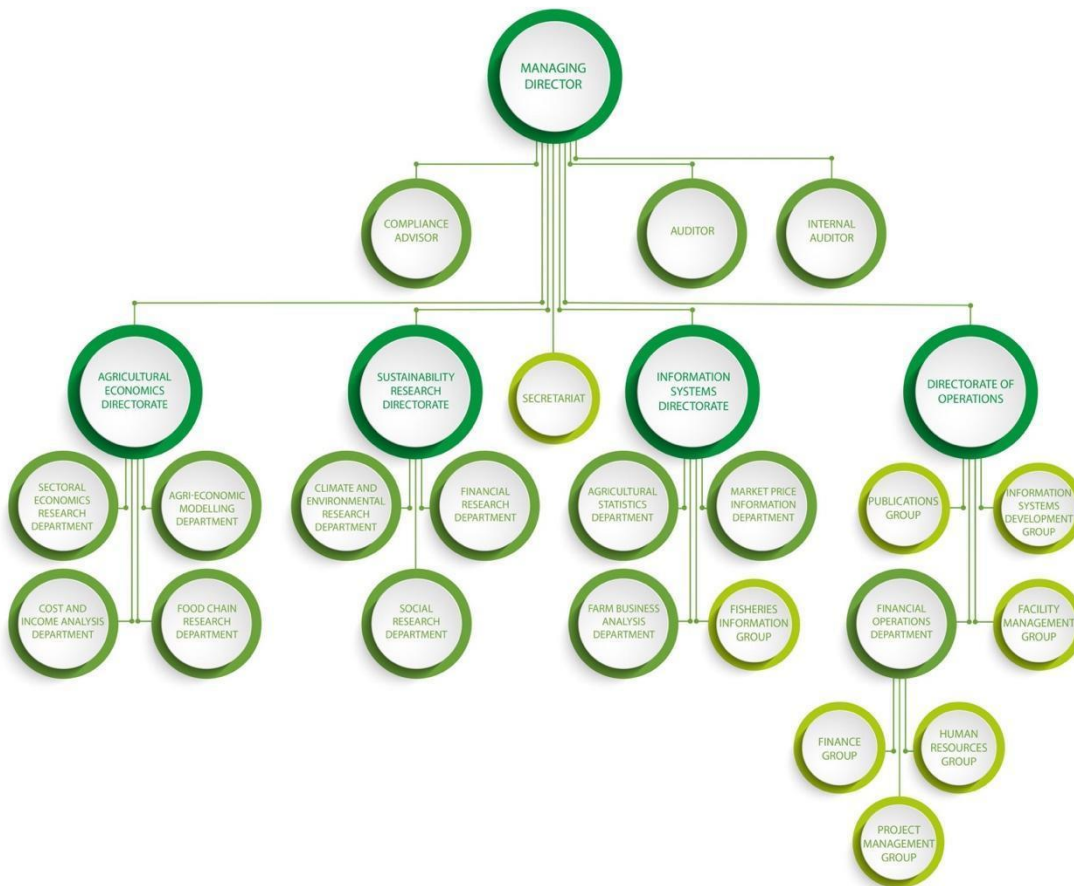 MANAGING
DIRECTOR
COMPLIANCE
ADVISOR
AUDITOR
INTERNAL
AUDITOR
AGRICULTURAL
ECONOMICS
DIRECTORATE
SUSTAINABILITY
RESEARCH
DIRECTORATE
SECRETARIAT
INFORMATION
SYSTEMS
DIRECTORATE
DIRECTORATE OF
OPERATIONS
SECTORAL
ECONOMICS
RESEARCH
DEPARTMENT
AGRI-ECONOMIC
MODELLING
DEPARTMENT
CLIMATE AND
ENVIRONMENTAL
RESEARCH
DEPARTMENT
FINANCIAL
RESEARCH
DEPARTMENT
AGRICULTURAL
STATISTICS
DEPARTMENT
MARKET PRICE
INFORMATION
DEPARTMENT
PUBLICATIONS
GROUP
INFORMATION
SYSTEMS
DEVELOPMENT
GROUP
COST AND
INCOME ANALYSIS
DEPARTMENT
FOOD CHAIN
RESEARCH
DEPARTMENT
SOCIAL
RESEARCH
DEPARTMENT
FARM BUSINESS
ANALYSIS
DEPARTMENT
FISHERIES
INFORMATION
GROUP
FINANCIAL
OPERATIONS
DEPARTMENT
FACILITY
MANAGEMENT
GROUP
FINANCE
GROUP
HUMAN
RESOURCES
GROUP
PROJECT
MANAGEMENT
GROUP